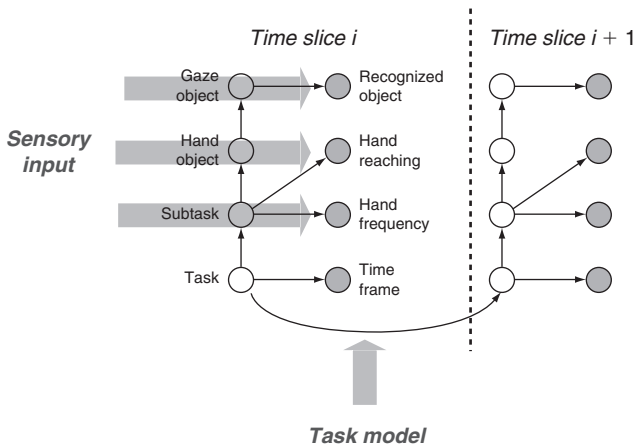 Time slice i
Time slice i + 1
Gaze
object
Recognized
object
Sensory
input
Hand
object
Hand
reaching
Subtask
Hand
frequency
Task
Time
frame
Task model